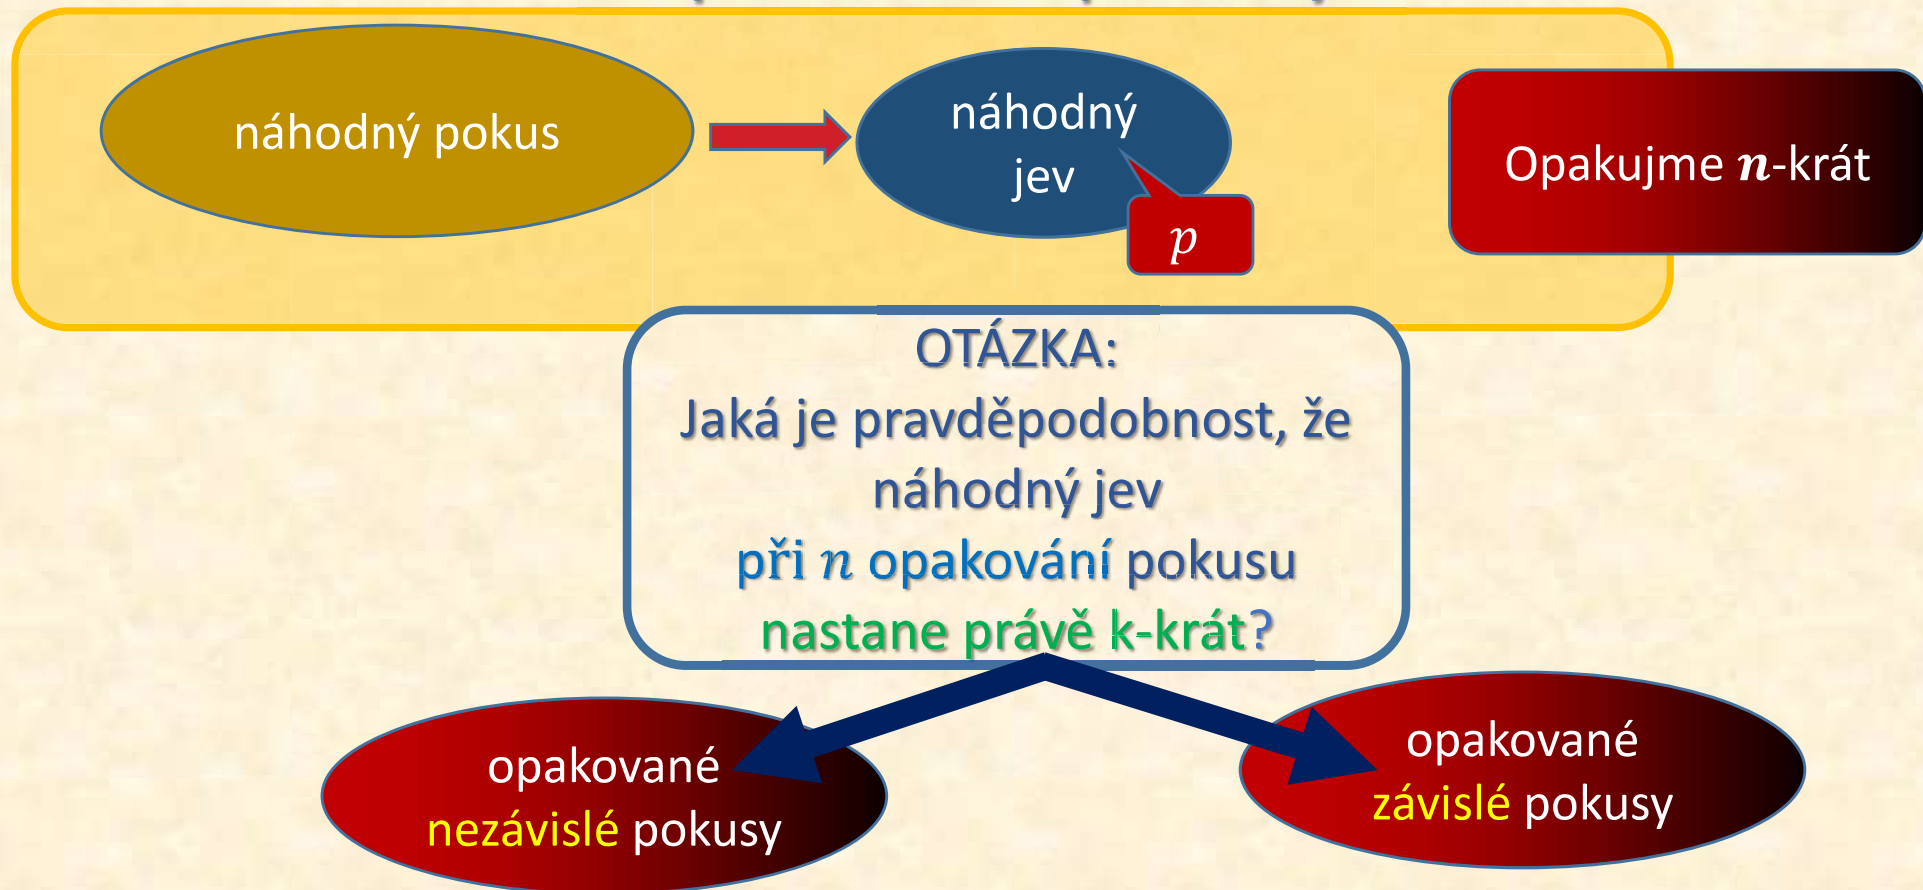 náhodný pokus
náhodný
jev
p
Opakujme n-krát
OTÁZKA:
Jaká je pravděpodobnost, že
náhodný jev
při n opakování pokusu
nastane právě k-krát?
opakované
nezávislé pokusy
opakované
závislé pokusy